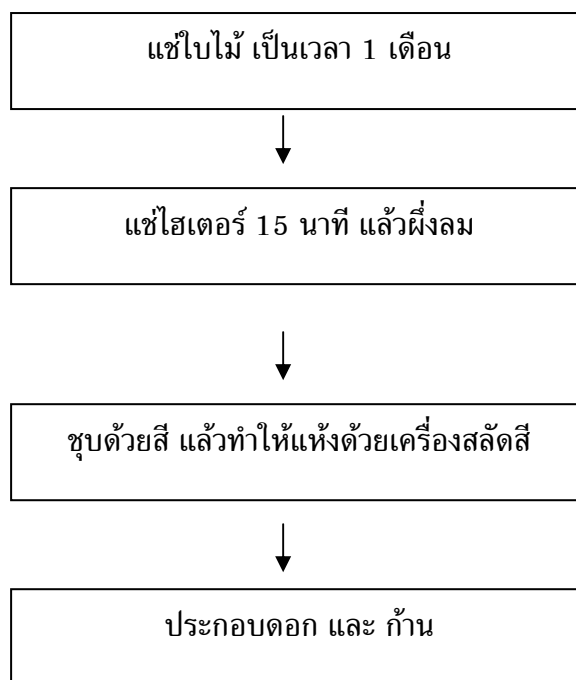 แช่ใบไม้ เป็นเวลา 1 เดือน
แช่ไฮเตอร์ 15 นาที แล้วผึ่งลม
ชุบด้วยสี แล้วทำให้แห้งด้วยเครื่องสลัดสี
ประกอบดอก และ ก้าน